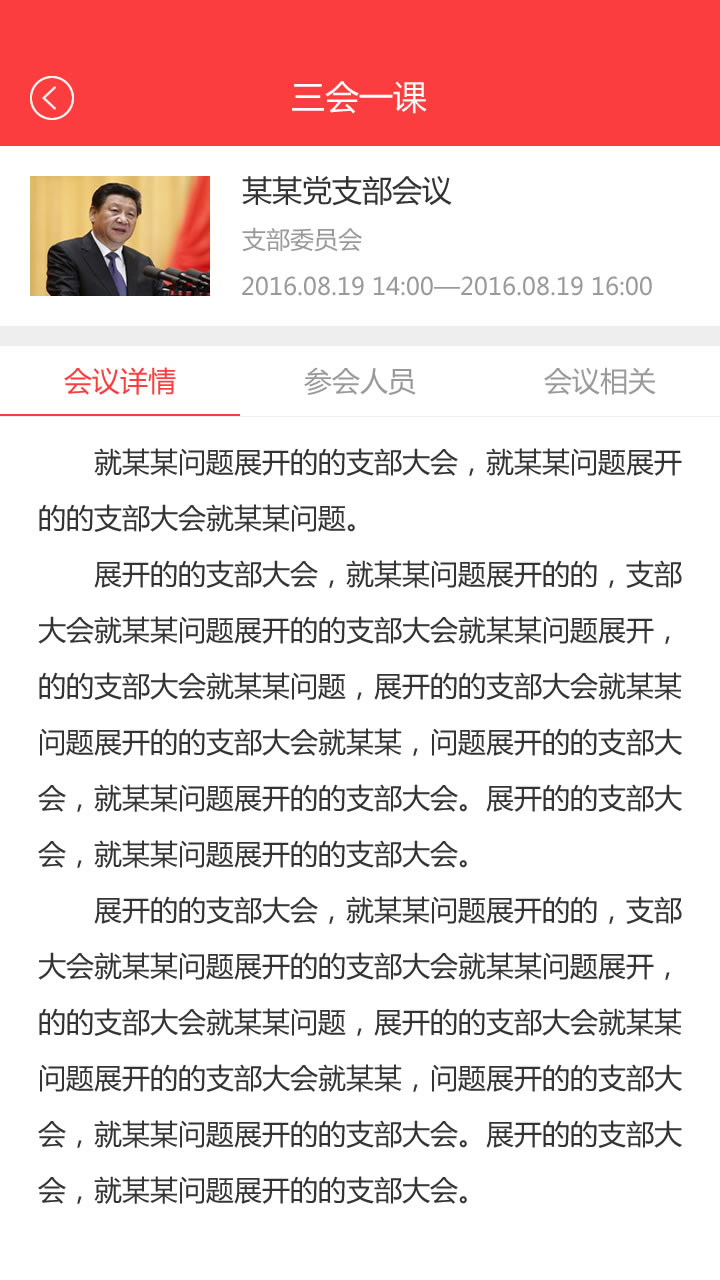 三会一课
某某党支部会议
支部委员会
2016.08.19 14:00—2016.08.19 16:00
会议详情 参会人员 会议相关
就某某问题展开的的支部大会，就某某问题展开
的的支部大会就某某问题。
展开的的支部大会，就某某问题展开的的，支部
大会就某某问题展开的的支部大会就某某问题展开，
的的支部大会就某某问题，展开的的支部大会就某某
问题展开的的支部大会就某某，问题展开的的支部大
会，就某某问题展开的的支部大会。展开的的支部大
会，就某某问题展开的的支部大会。
展开的的支部大会，就某某问题展开的的，支部
大会就某某问题展开的的支部大会就某某问题展开，
的的支部大会就某某问题，展开的的支部大会就某某
问题展开的的支部大会就某某，问题展开的的支部大
会，就某某问题展开的的支部大会。展开的的支部大
会，就某某问题展开的的支部大会。